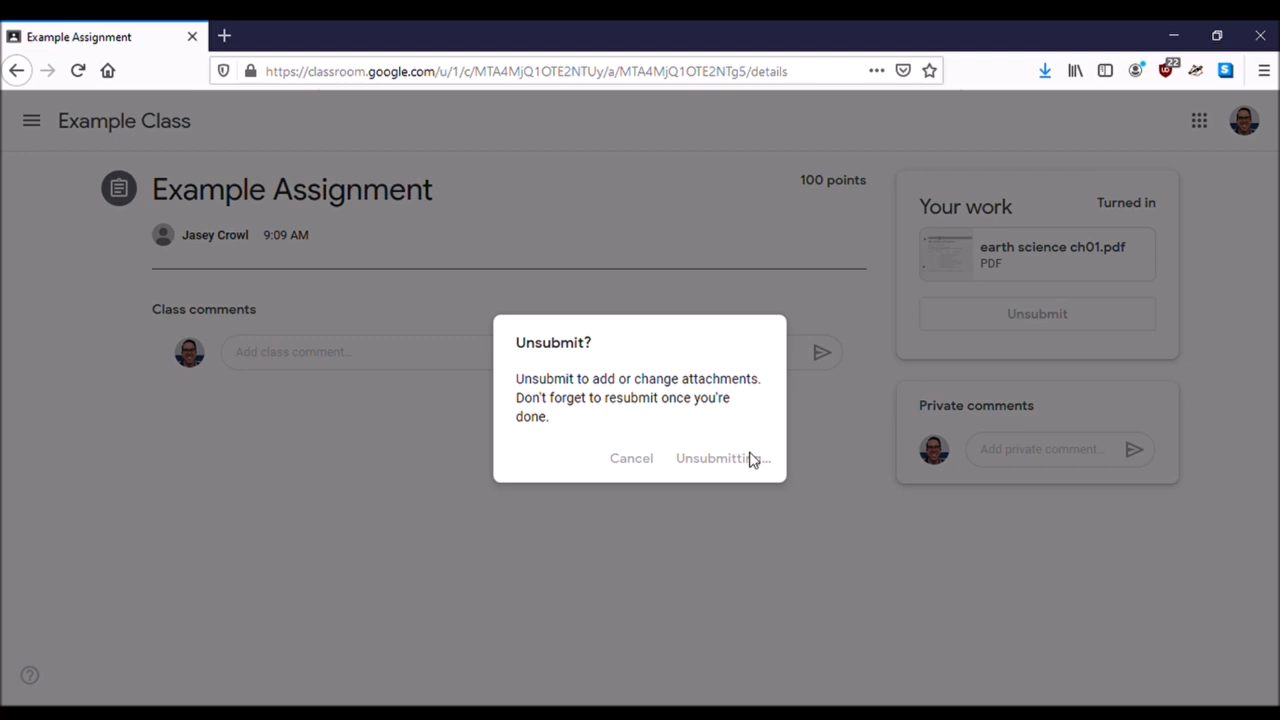 Example Assignment
https://classroom.google.com/u/1/c/MTA4MjQ1OTE2NTUy/a/MTA4MjQ1OTE2NTg5/details
22
Example Class
Example Assignment
100 points
Jasey Crowl 9:09 AM
Class comments
Add class comment...
Your work
Turned in
earth science ch01.pdf
PDF
Unsubmit
Private comments
Add private comment...
Unsubmit?
Unsubmit to add or change attachments.
Don't forget to resubmit once you're
done.
Cancel Unsubmitting...